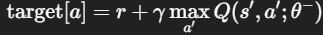 target[a] = r + γ max_{a'} Q(s', a'; θ⁻)